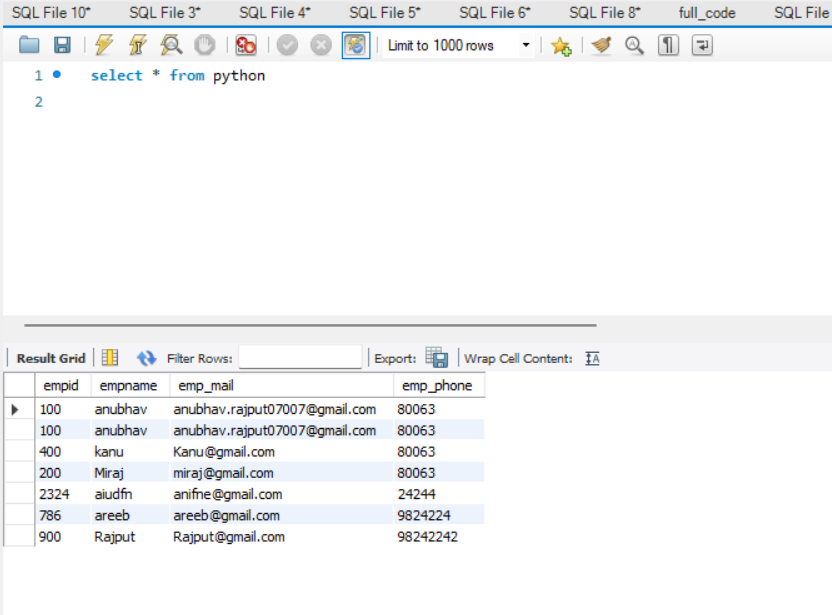 SQL File 10* SQL File 3* SQL File 4* SQL File 5* SQL File 6* SQL File 8* full_code SQL File
Limit to 1000 rows
1 select * from python
2
Result Grid Filter Rows: Export: Wrap Cell Content:
empid empname emp_mail emp_phone
100 anubhav anubhav.rajput07007@gmail.com 80063
100 anubhav anubhav.rajput07007@gmail.com 80063
400 kanu Kanu@gmail.com 80063
200 Miraj miraj@gmail.com 80063
2324 aiudfn anifne@gmail.com 24244
786 areeb areeb@gmail.com 9824224
900 Rajput Rajput@gmail.com 98242242